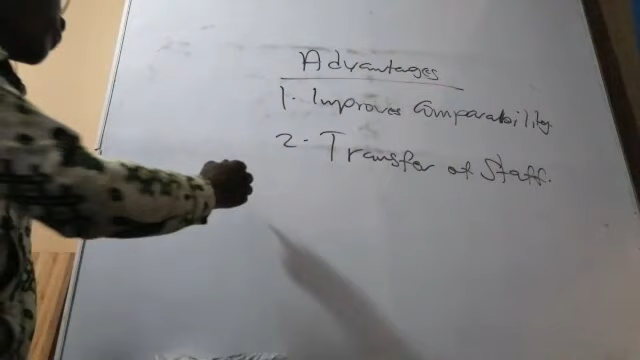 Advantages
1. Improves Comparability.
2. Transfer of Staff.